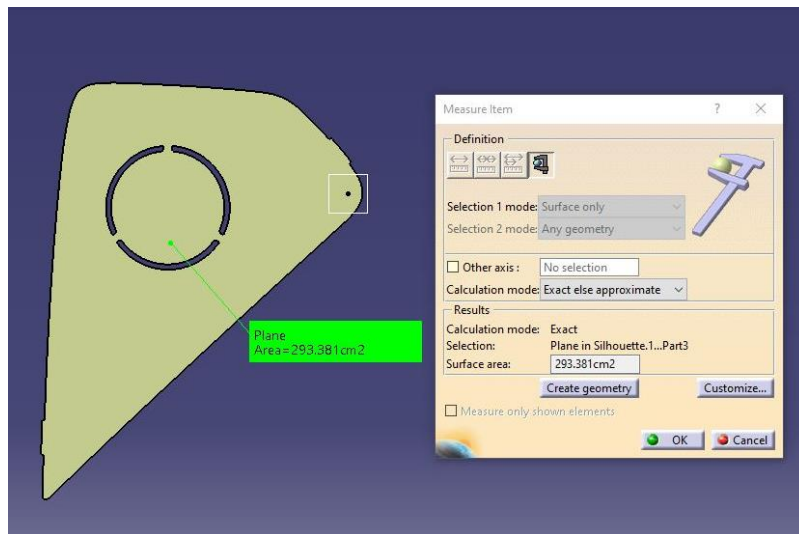 Measure Item ? ×
Definition
Selection 1 mode: Surface only
Selection 2 mode: Any geometry
Other axis : No selection
Calculation mode: Exact else approximate
Results
Calculation mode: Exact
Selection: Plane in Silhouette.1...Part3
Surface area: 293.381cm2
Create geometry Customize...
Measure only shown elements
OK Cancel
Plane
Area=293.381cm2